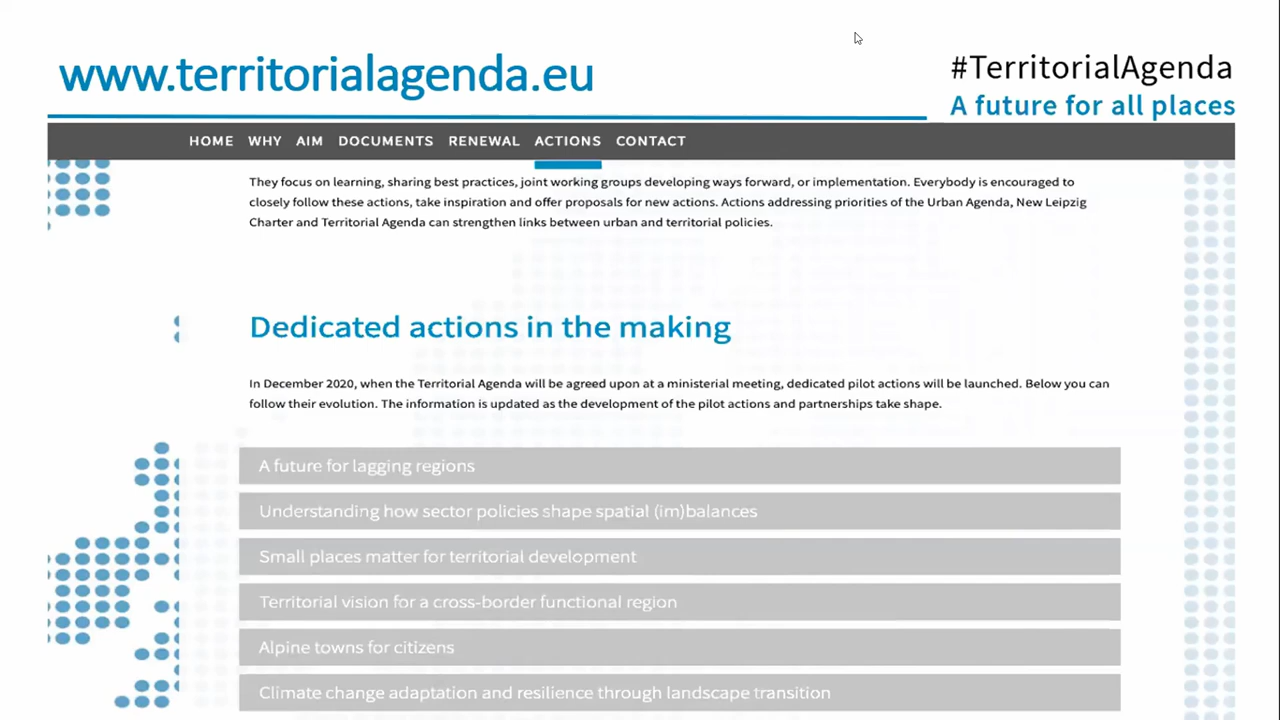 www.territorialagenda.eu
#TerritorialAgenda
A future for all places
HOME WHY AIM DOCUMENTS RENEWAL ACTIONS CONTACT
They focus on learning, sharing best practices, joint working groups developing ways forward, or implementation. Everybody is encouraged to
closely follow these actions, take inspiration and offer proposals for new actions. Actions addressing priorities of the Urban Agenda, New Leipzig
Charter and Territorial Agenda can strengthen links between urban and territorial policies.
Dedicated actions in the making
In December 2020, when the Territorial Agenda will be agreed upon at a ministerial meeting, dedicated pilot actions will be launched. Below you can
follow their evolution. The information is updated as the development of the pilot actions and partnerships take shape.
A future for lagging regions
Understanding how sector policies shape spatial (im)balances
Small places matter for territorial development
Territorial vision for a cross-border functional region
Alpine towns for citizens
Climate change adaptation and resilience through landscape transition